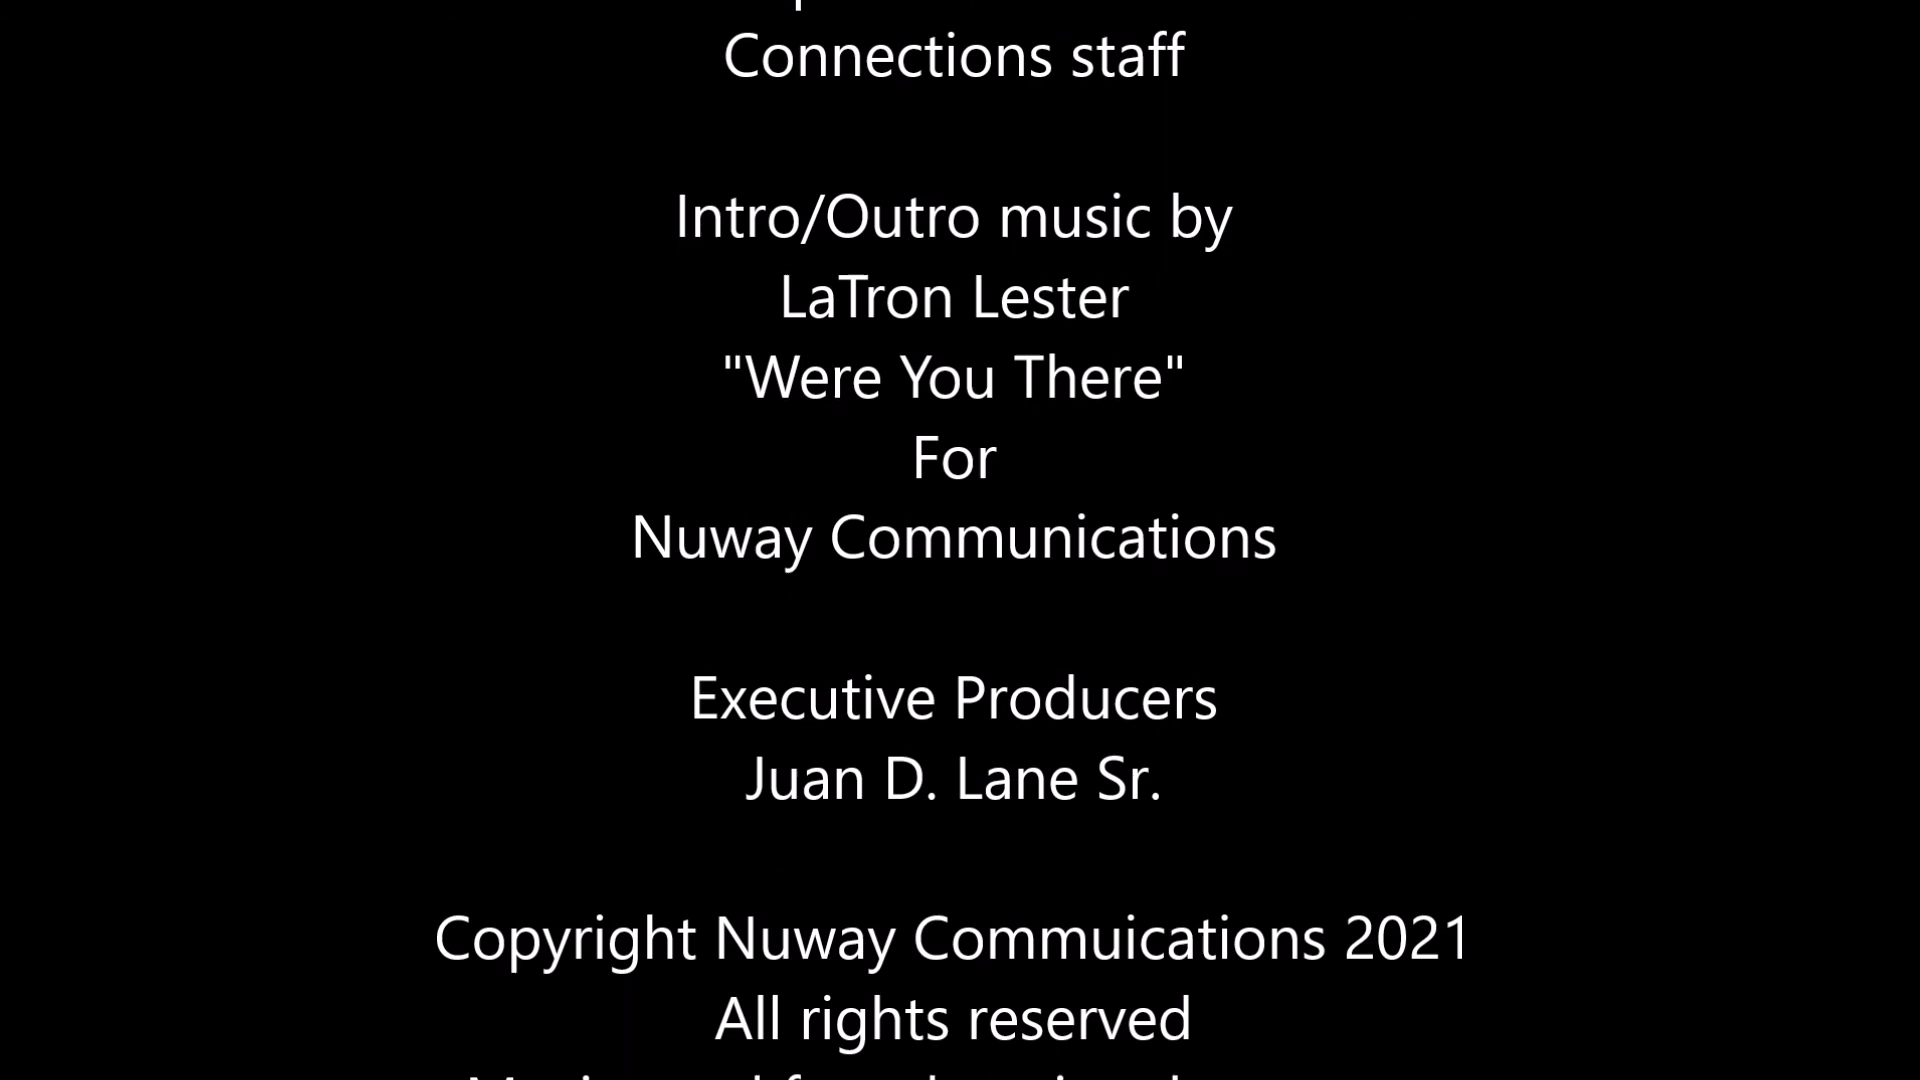 Connections staff
Intro/Outro music by
LaTron Lester
"Were You There"
For
Nuway Communications
Executive Producers
Juan D. Lane Sr.
Copyright Nuway Commuications 2021
All rights reserved